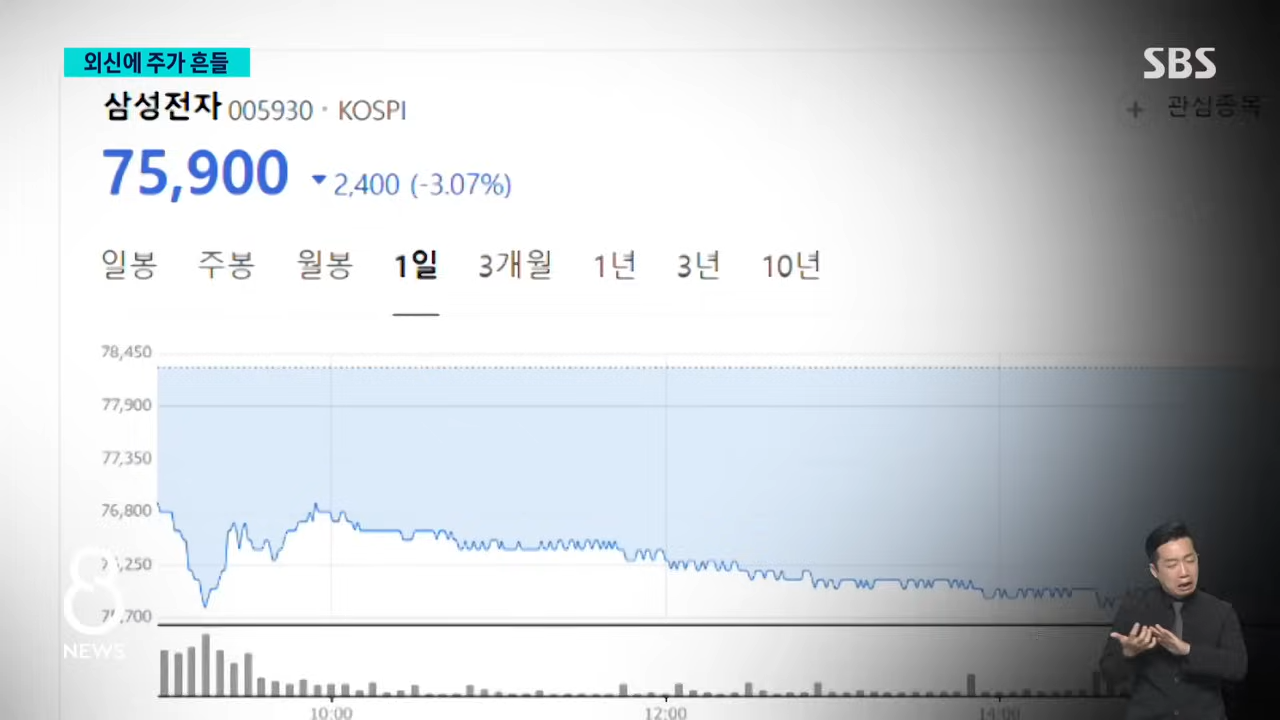 외신에 주가 흔들
SBS
삼성전자 005930 · KOSPI
+ 관심종목
75,900 ▼ 2,400 (-3.07%)
일봉 주봉 월봉 1일 3개월 1년 3년 10년
78,450
77,900
77,350
76,800
,250
,700
8
NEWS
10:00 12:00 14:00